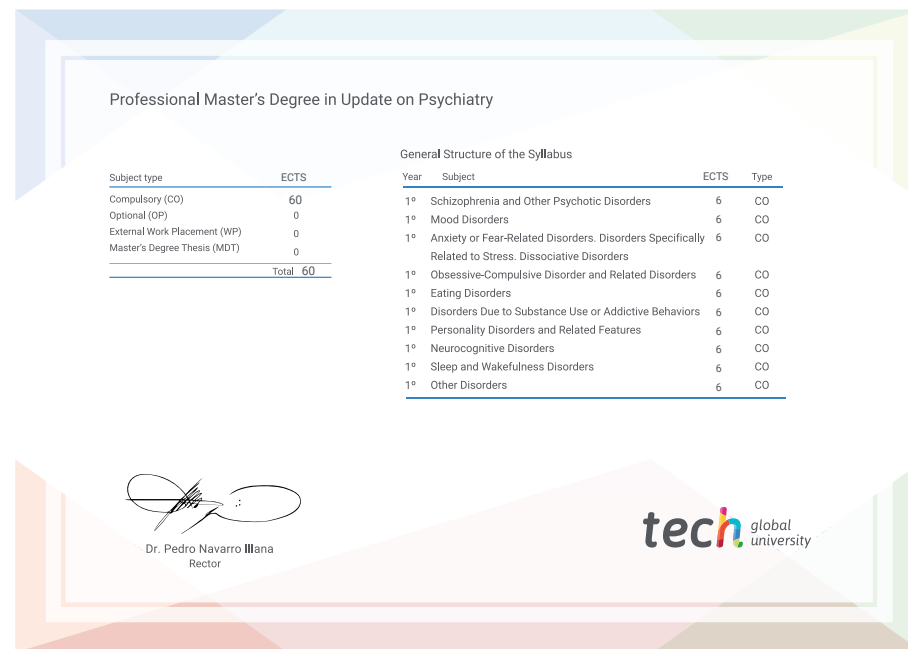 Professional Master's Degree in Update on Psychiatry
Subject type ECTS
Compulsory (CO) 60
Optional (OP) 0
External Work Placement (WP) 0
Master's Degree Thesis (MDT) 0
Total 60
General Structure of the Syllabus
Year Subject ECTS Type
1º Schizophrenia and Other Psychotic Disorders 6 CO
1º Mood Disorders 6 CO
1º Anxiety or Fear-Related Disorders. Disorders Specifically 6 CO
Related to Stress. Dissociative Disorders
1º Obsessive-Compulsive Disorder and Related Disorders 6 CO
1º Eating Disorders 6 CO
1º Disorders Due to Substance Use or Addictive Behaviors 6 CO
1º Personality Disorders and Related Features 6 CO
1º Neurocognitive Disorders 6 CO
1º Sleep and Wakefulness Disorders 6 CO
1º Other Disorders 6 CO
Dr. Pedro Navarro Illana
Rector
tech global
university